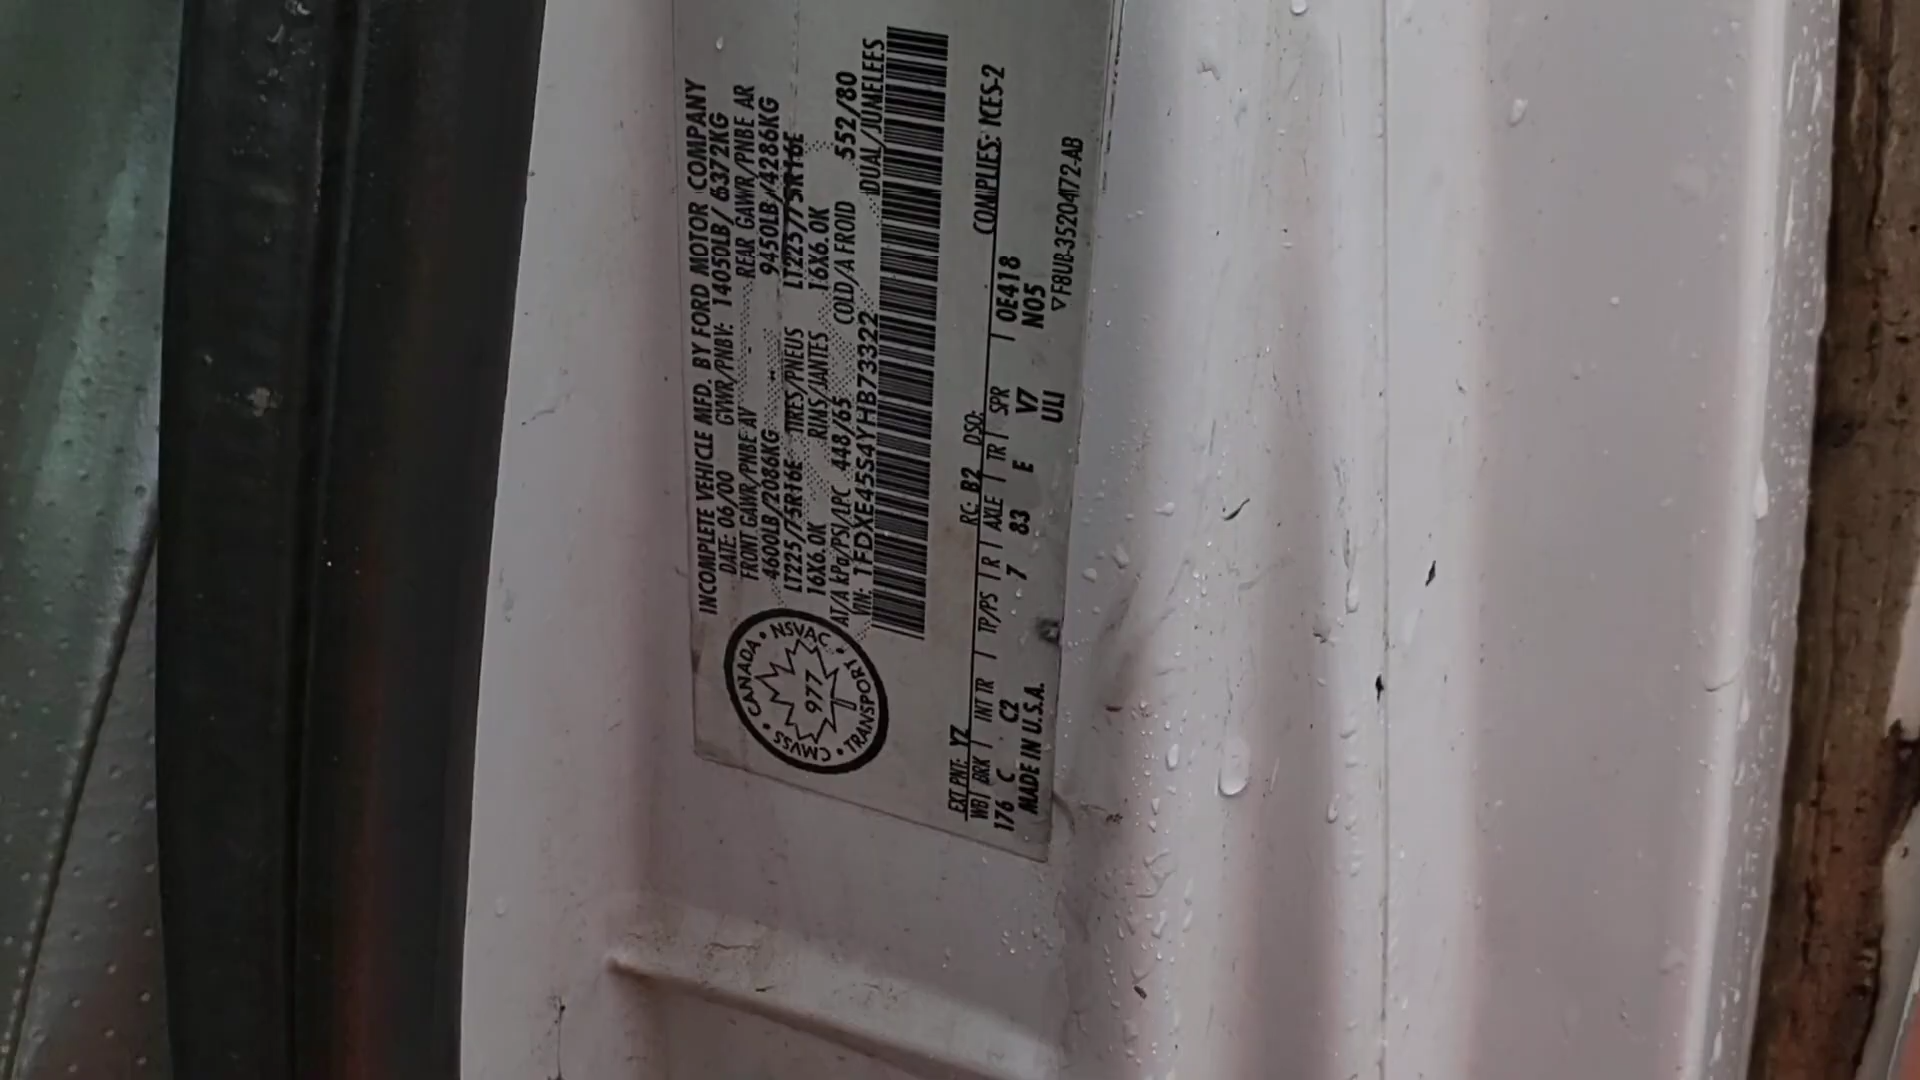 INCOMPLETE VEHICLE MFD. BY FORD MOTOR COMPANY
DATE: 06/00 GVWR/PNBV: 14050LB/ 6372KG
FRONT GAWR/PNBE AV REAR GAWR/PNBE AR
4600LB/2086KG 9450LB/4286KG
LT225/75R16E TIRES/PNEUS LT225/75R16E
16X6.0K RIMS/JANTES 16X6.0K
AT/A kPa/PSI/LPC 448/65 COLD/A FROID 552/80
VIN: 1FDXE45S4YHB73322 DUAL/JUMELEES
CMVSS • CANADA • NSVAC • TRANSPORT •
977
EXT PNT: YZ RC: B2 DSO: COMPLIES: ICES-2
WB | BRK | INT TR | TP/PS | R | AXLE | TR | SPR |
176 C C2 7 83 E V7 0E418
MADE IN U.S.A. ULI N05
▽F8UB-3520472-AB